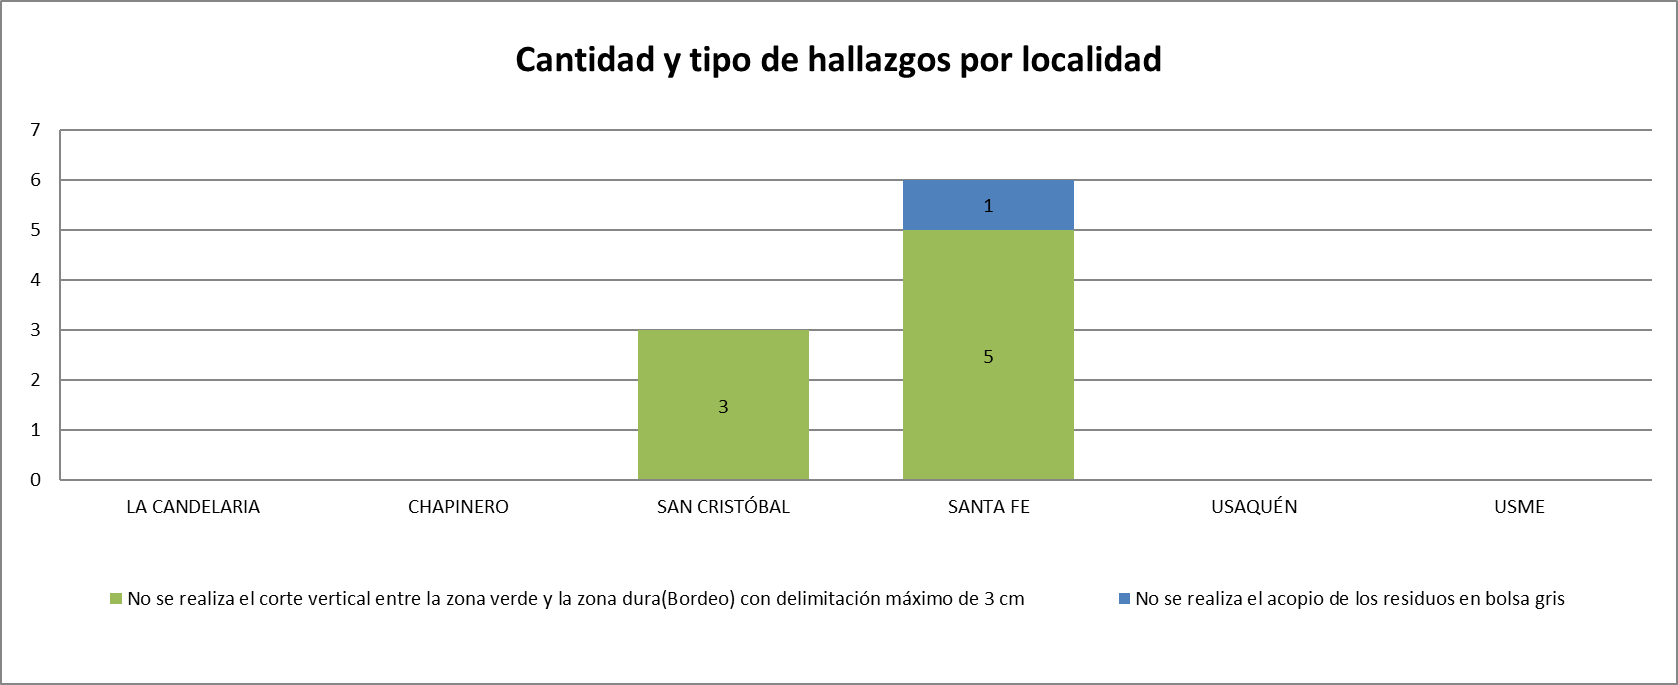 Cantidad y tipo de hallazgos por localidad
7
6
5
4
3
2
1
0
1
5
3
LA CANDELARIA
CHAPINERO
SAN CRISTÓBAL
SANTA FE
USAQUÉN
USME
No se realiza el corte vertical entre la zona verde y la zona dura(Bordeo) con delimitación máximo de 3 cm
No se realiza el acopio de los residuos en bolsa gris